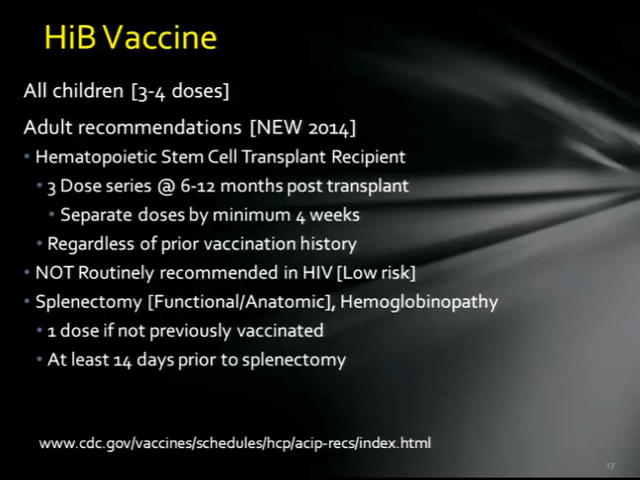 HiB Vaccine
All children [3-4 doses]
Adult recommendations [NEW 2014]
• Hematopoietic Stem Cell Transplant Recipient
• 3 Dose series @ 6-12 months post transplant
• Separate doses by minimum 4 weeks
• Regardless of prior vaccination history
• NOT Routinely recommended in HIV [Low risk]
• Splenectomy [Functional/Anatomic], Hemoglobinopathy
• 1 dose if not previously vaccinated
• At least 14 days prior to splenectomy
www.cdc.gov/vaccines/schedules/hcp/acip-recs/index.html
17